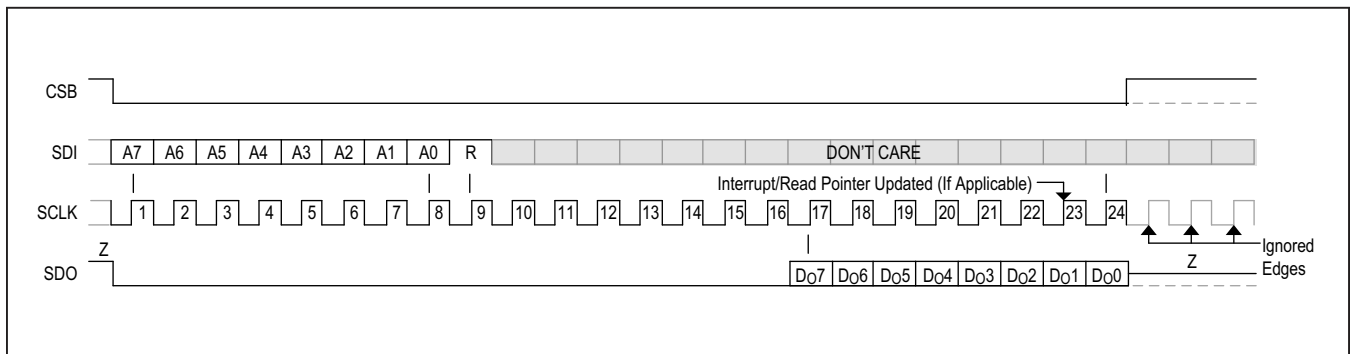 CSB
SDI A7 A6 A5 A4 A3 A2 A1 A0 R DON'T CARE
Interrupt/Read Pointer Updated (If Applicable)
SCLK 1 2 3 4 5 6 7 8 9 10 11 12 13 14 15 16 17 18 19 20 21 22 23 24
Z Z Ignored
SDO DO7 DO6 DO5 DO4 DO3 DO2 DO1 DO0 Edges